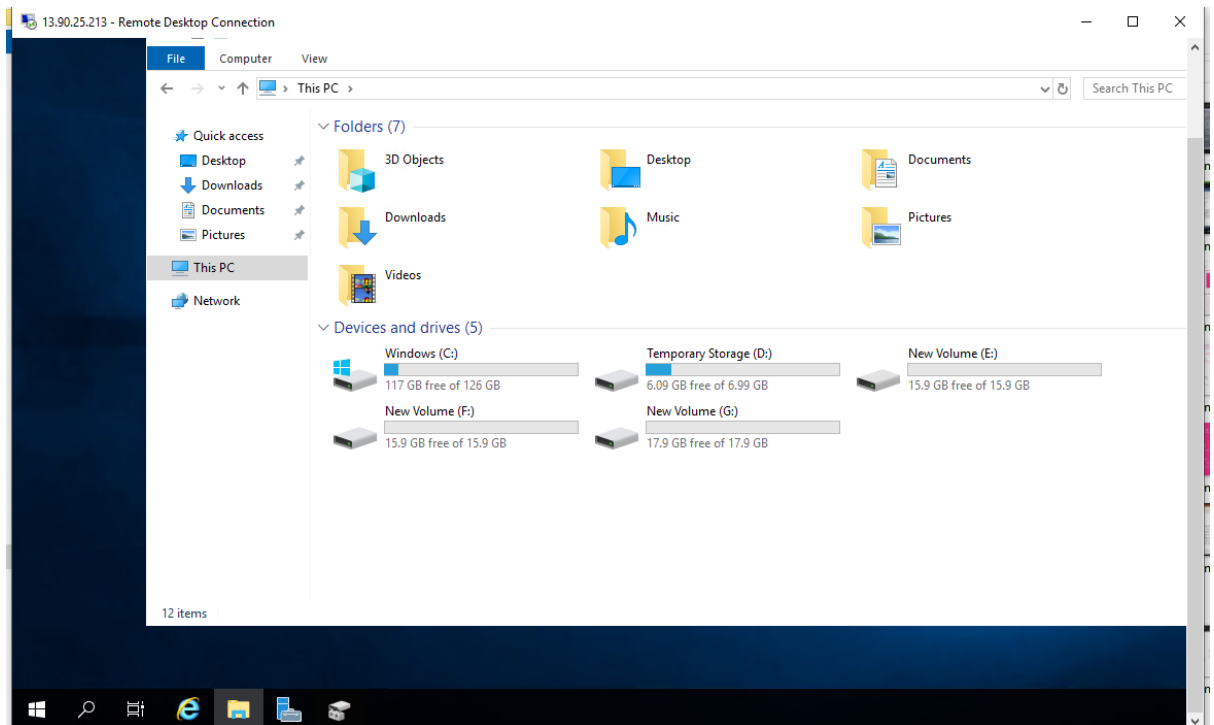 13.90.25.213 - Remote Desktop Connection
File Computer View
This PC
Search This PC
Quick access
Desktop
Downloads
Documents
Pictures
This PC
Network
Folders (7)
3D Objects
Desktop
Documents
Downloads
Music
Pictures
Videos
Devices and drives (5)
Windows (C:)
117 GB free of 126 GB
Temporary Storage (D:)
6.09 GB free of 6.99 GB
New Volume (E:)
15.9 GB free of 15.9 GB
New Volume (F:)
15.9 GB free of 15.9 GB
New Volume (G:)
17.9 GB free of 17.9 GB
12 items